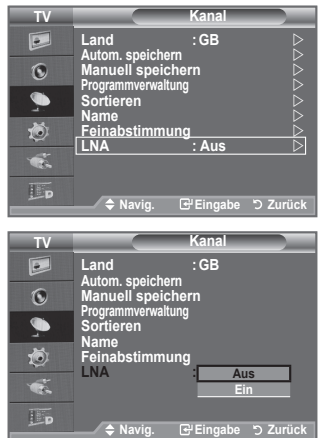 TV Kanal
Land : GB
Autom. speichern
Manuell speichern
Programmverwaltung
Sortieren
Name
Feinabstimmung
LNA : Aus
Navig. Eingabe Zurück
TV Kanal
Land : GB
Autom. speichern
Manuell speichern
Programmverwaltung
Sortieren
Name
Feinabstimmung
LNA : Aus
Ein
Navig. Eingabe Zurück